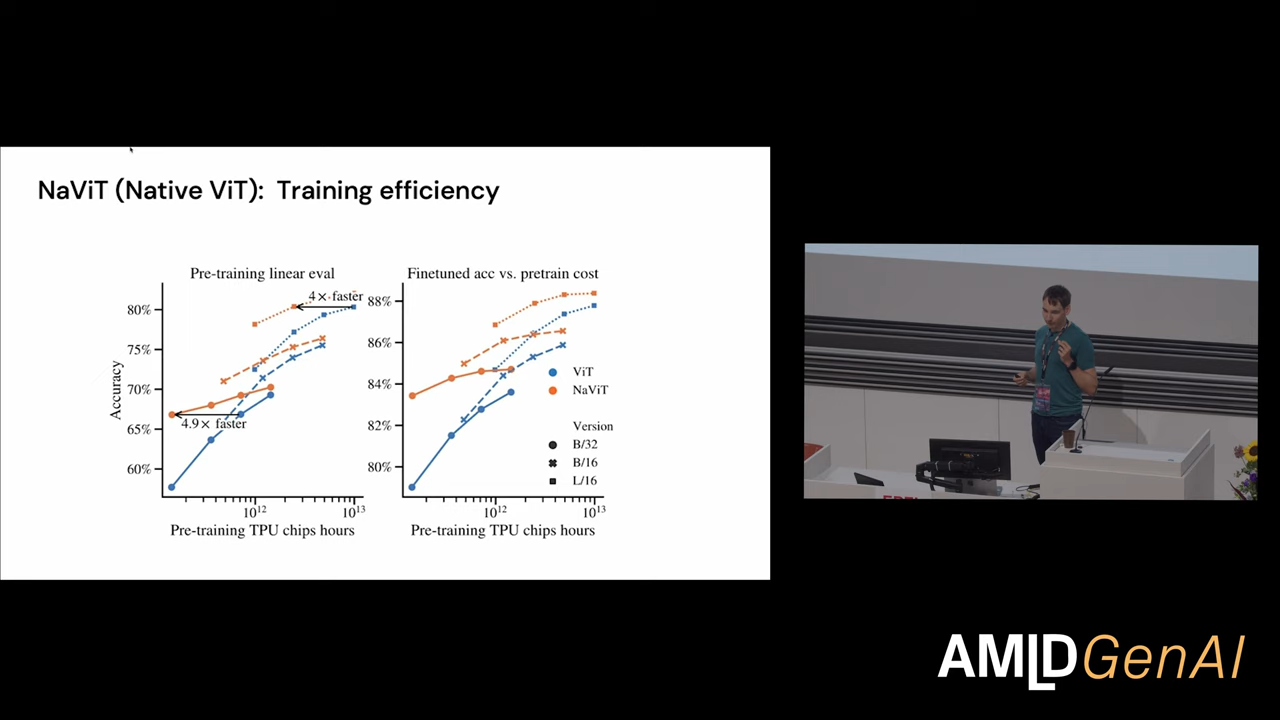 NaViT (Native ViT): Training efficiency
Pre-training linear eval
4× faster
80%
75%
70%
65%
60%
Accuracy
4.9× faster
10¹²
10¹³
Pre-training TPU chips hours
Finetuned acc vs. pretrain cost
88%
86%
84%
82%
80%
ViT
NaViT
Version
B/32
B/16
L/16
10¹²
10¹³
Pre-training TPU chips hours
AMLDGenAI